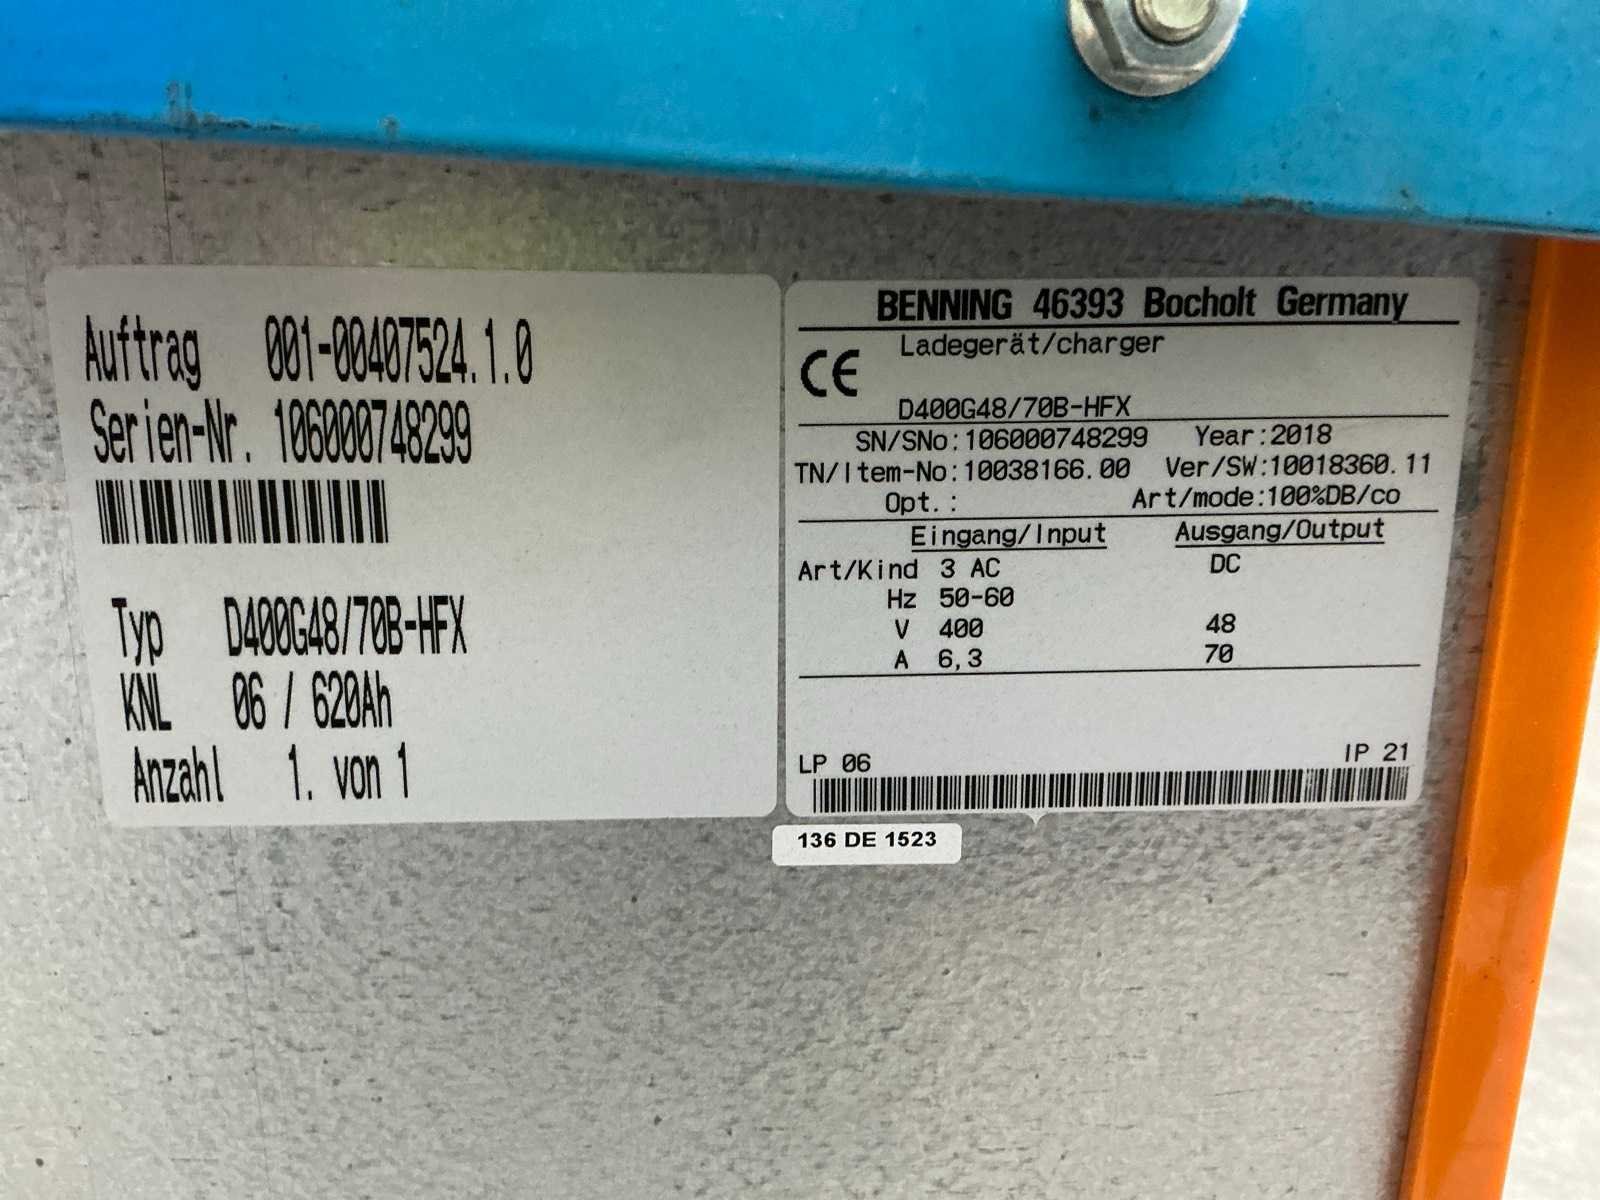 Auftrag 001-00407524.1.0
Serien-Nr. 106000748299
Typ D400G48/70B-HFX
KNL 06 / 620Ah
Anzahl 1. von 1
BENNING 46393 Bocholt Germany
CE Ladegerät/charger
D400G48/70B-HFX
SN/SNo:106000748299 Year:2018
TN/Item-No:10038166.00 Ver/SW:10018360.11
Opt.: Art/mode:100%DB/co
Eingang/Input Ausgang/Output
Art/Kind 3 AC DC
Hz 50-60
V 400 48
A 6,3 70
LP 06 IP 21
136 DE 1523